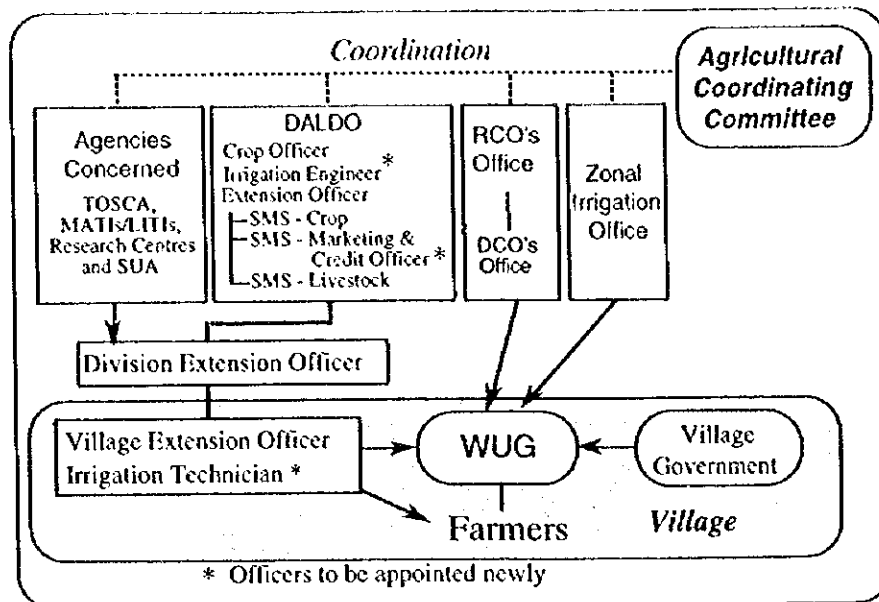 Coordination
Agricultural
Coordinating
Committee
Agencies
Concerned
TOSCA,
MATIs/LITIs,
Research Centres
and SUA
DALDO
Crop Officer
Irrigation Engineer *
Extension Officer
SMS - Crop
SMS - Marketing &
Credit Officer *
SMS - Livestock
RCO's
Office
DCO's
Office
Zonal
Irrigation
Office
Division Extension Officer
Village Extension Officer
Irrigation Technician *
WUG
Village
Government
Farmers
Village
* Officers to be appointed newly